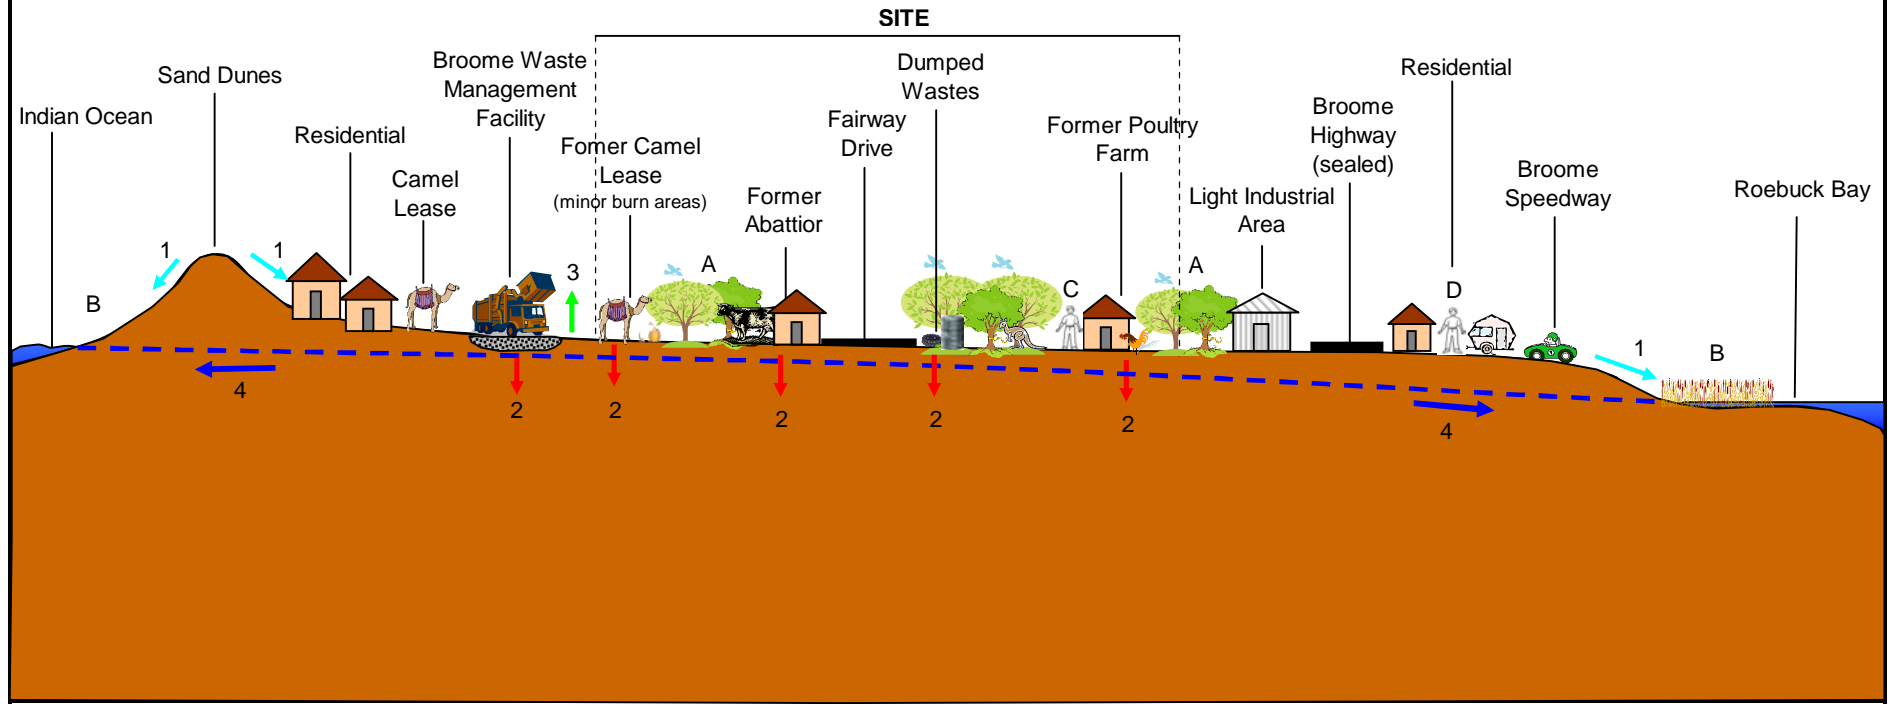 SITE
Indian Ocean
Sand Dunes
Residential
Camel
Lease
Broome Waste
Management
Facility
Fomer Camel
Lease
(minor burn areas)
Former
Abattior
Fairway
Drive
Dumped
Wastes
Former Poultry
Farm
Light Industrial
Area
Broome
Highway
(sealed)
Residential
Broome
Speedway
Roebuck Bay
1
1
B
3
A
C
A
D
1
B
4
2
2
2
2
2
4